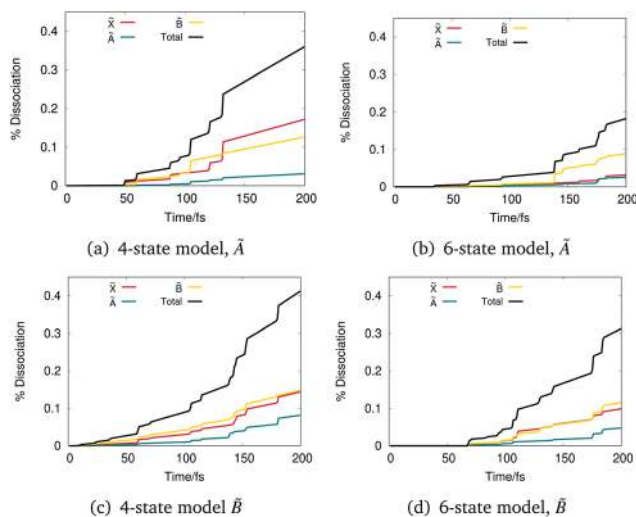 X̃ B̃
Ã Total
% Dissociation
0.4
0.3
0.2
0.1
0
0 50 100 150 200
Time/fs
(a) 4-state model, Ã
X̃ B̃
Ã Total
% Dissociation
0.4
0.3
0.2
0.1
0
0 50 100 150 200
Time/fs
(b) 6-state model, Ã
X̃ B̃
Ã Total
% Dissociation
0.4
0.3
0.2
0.1
0
0 50 100 150 200
Time/fs
(c) 4-state model B̃
X̃ B̃
Ã Total
% Dissociation
0.4
0.3
0.2
0.1
0
0 50 100 150 200
Time/fs
(d) 6-state model, B̃